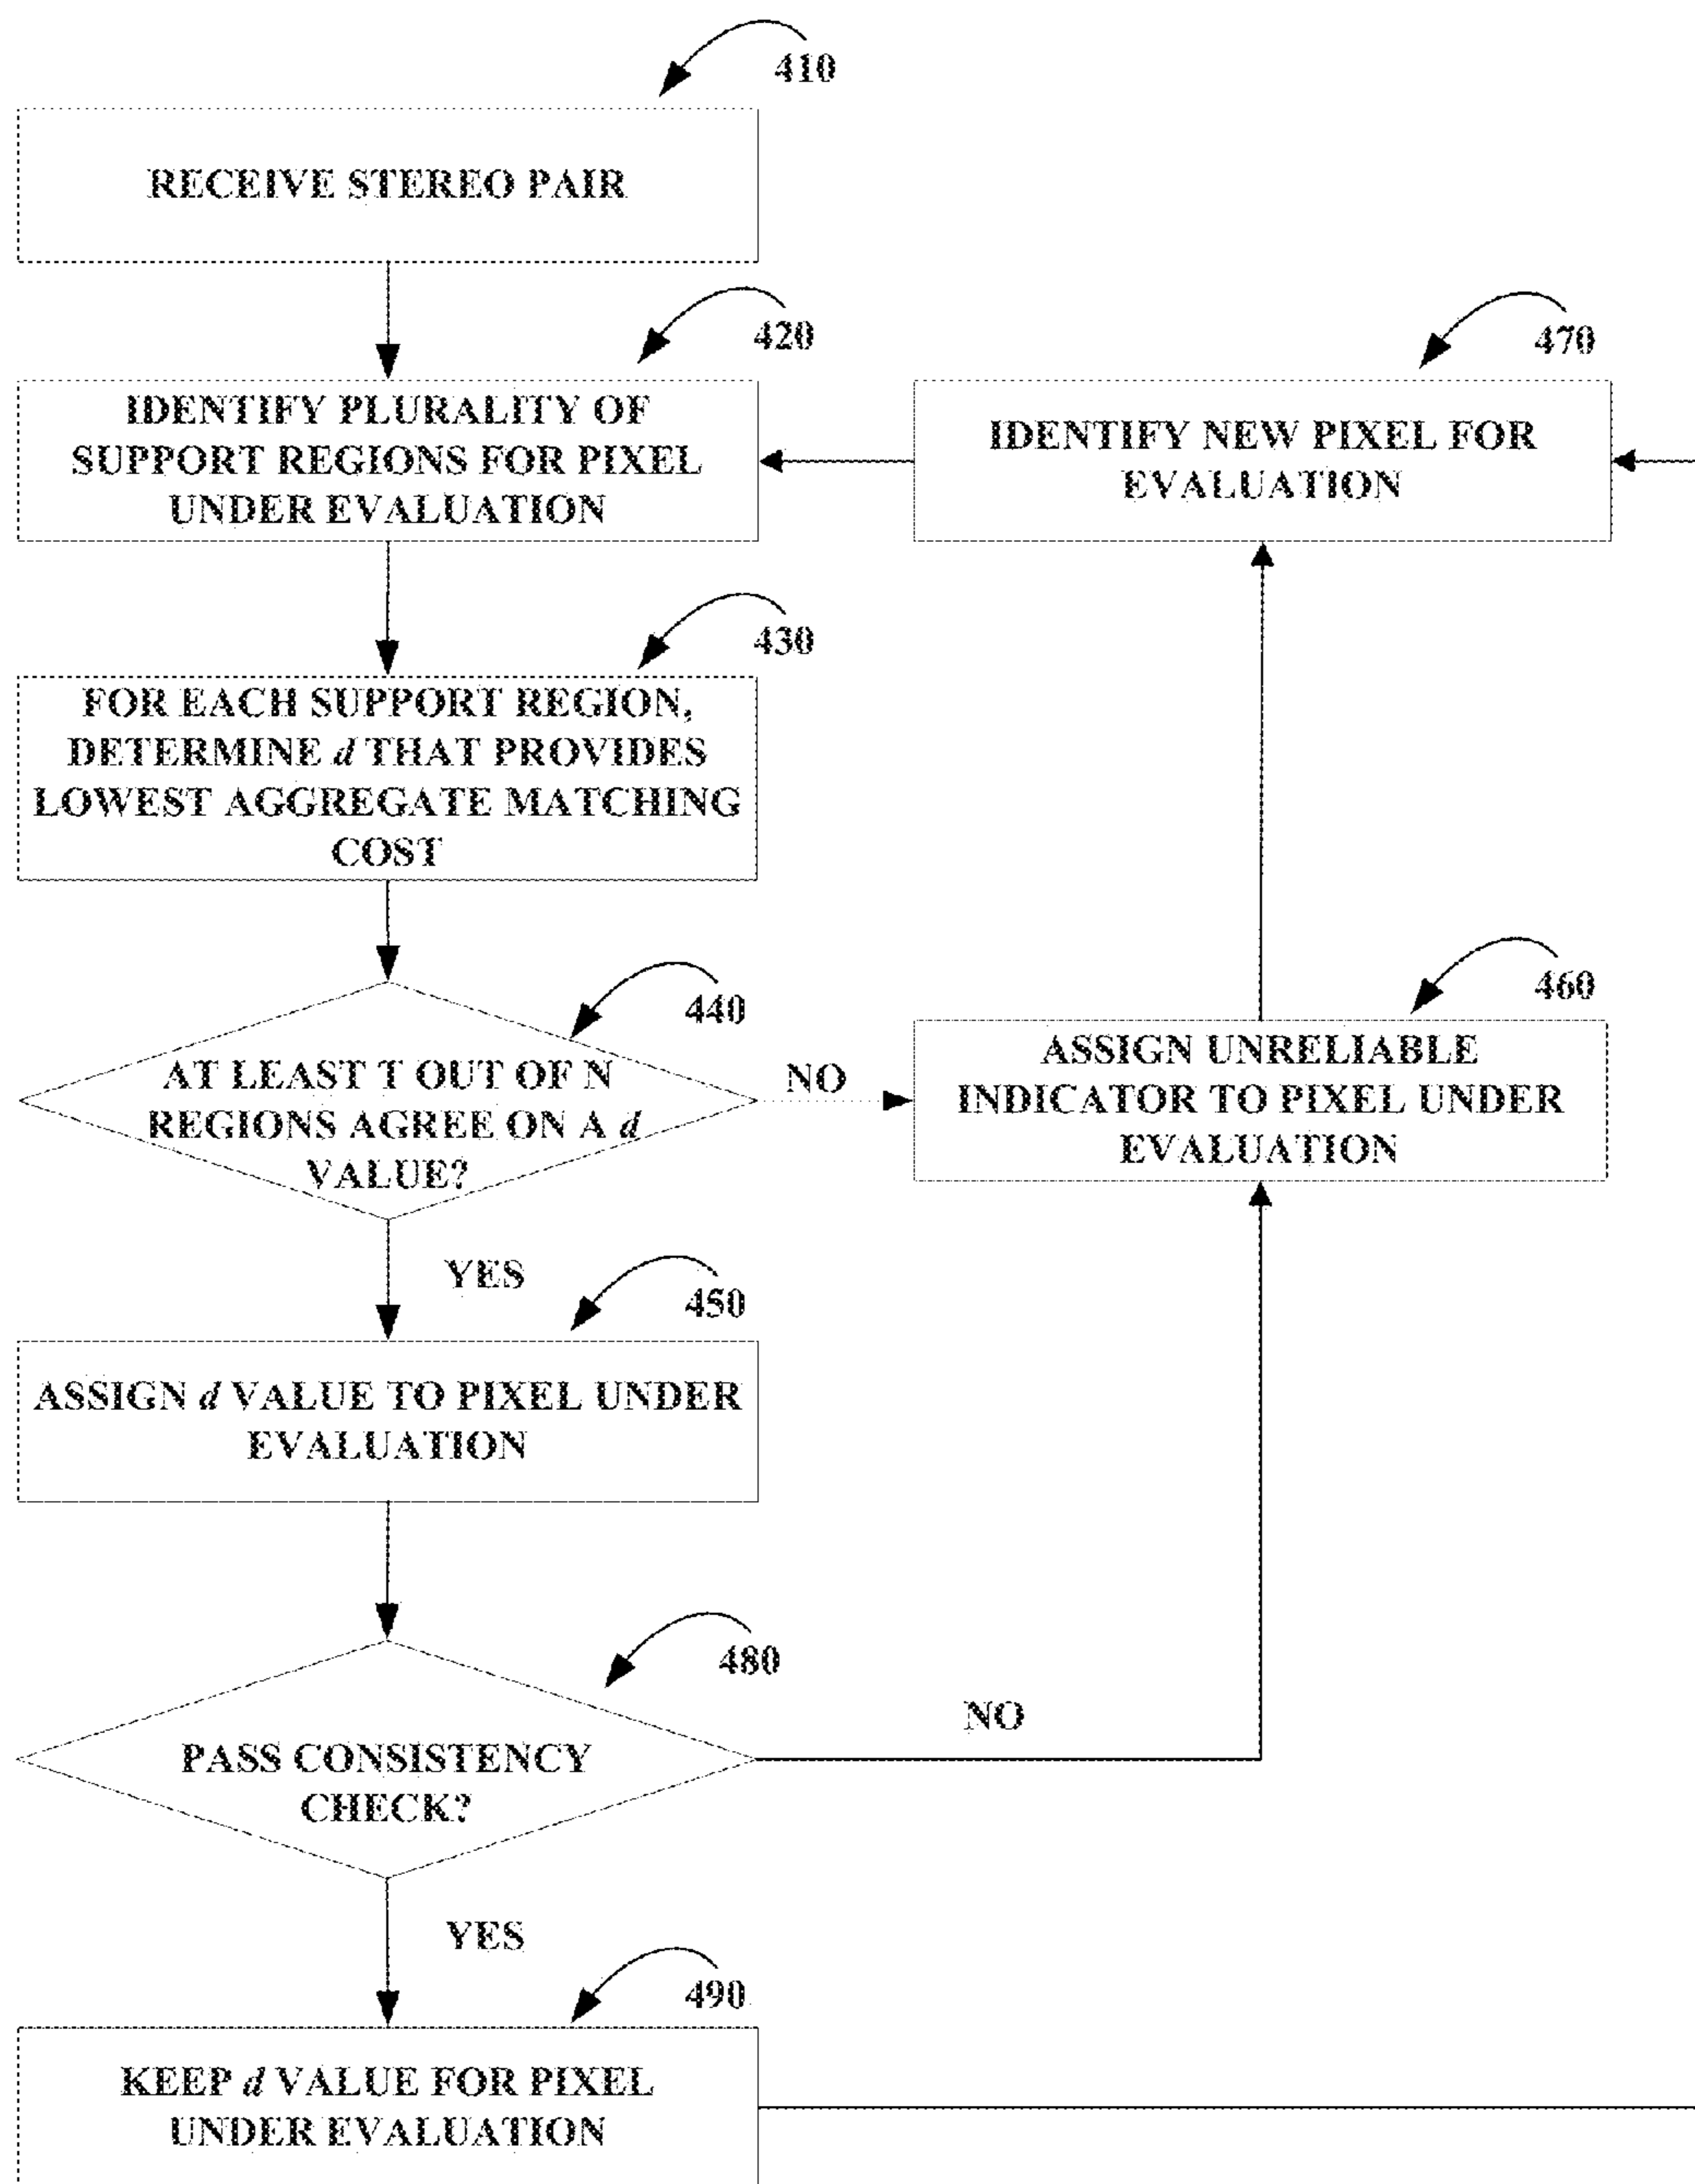 410
RECEIVE STEREO PAIR
420
IDENTIFY PLURALITY OF
SUPPORT REGIONS FOR PIXEL
UNDER EVALUATION
470
IDENTIFY NEW PIXEL FOR
EVALUATION
430
FOR EACH SUPPORT REGION,
DETERMINE d THAT PROVIDES
LOWEST AGGREGATE MATCHING
COST
440
AT LEAST T OUT OF N
REGIONS AGREE ON A d
VALUE?
NO
460
ASSIGN UNRELIABLE
INDICATOR TO PIXEL UNDER
EVALUATION
YES
450
ASSIGN d VALUE TO PIXEL UNDER
EVALUATION
480
PASS CONSISTENCY
CHECK?
NO
YES
490
KEEP d VALUE FOR PIXEL
UNDER EVALUATION